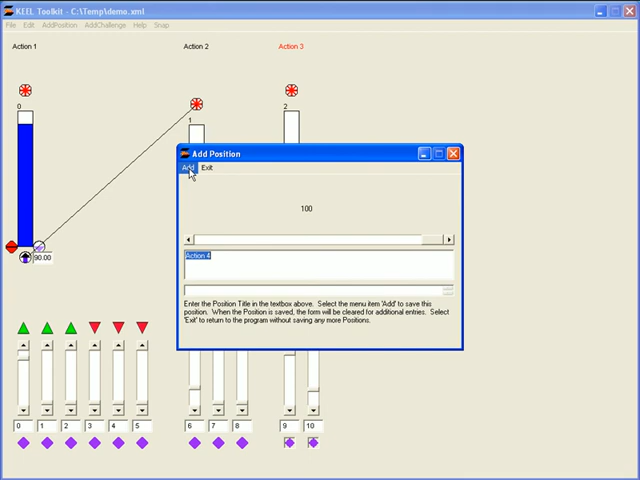 KEEL Toolkit - C:\Temp\demo.xml
File Edit AddPosition AddChallenge Help Snap
Action 1 Action 2 Action 3
0
1
2
90.00
Add Position
Add Exit
100
Action 4
Enter the Position Title in the textbox above. Select the menu item 'Add' to save this
position. When the Position is saved, the form will be cleared for additional entries. Select
'Exit' to return to the program without saving any more Positions.
0 1 2 3 4 5 6 7 8 9 10